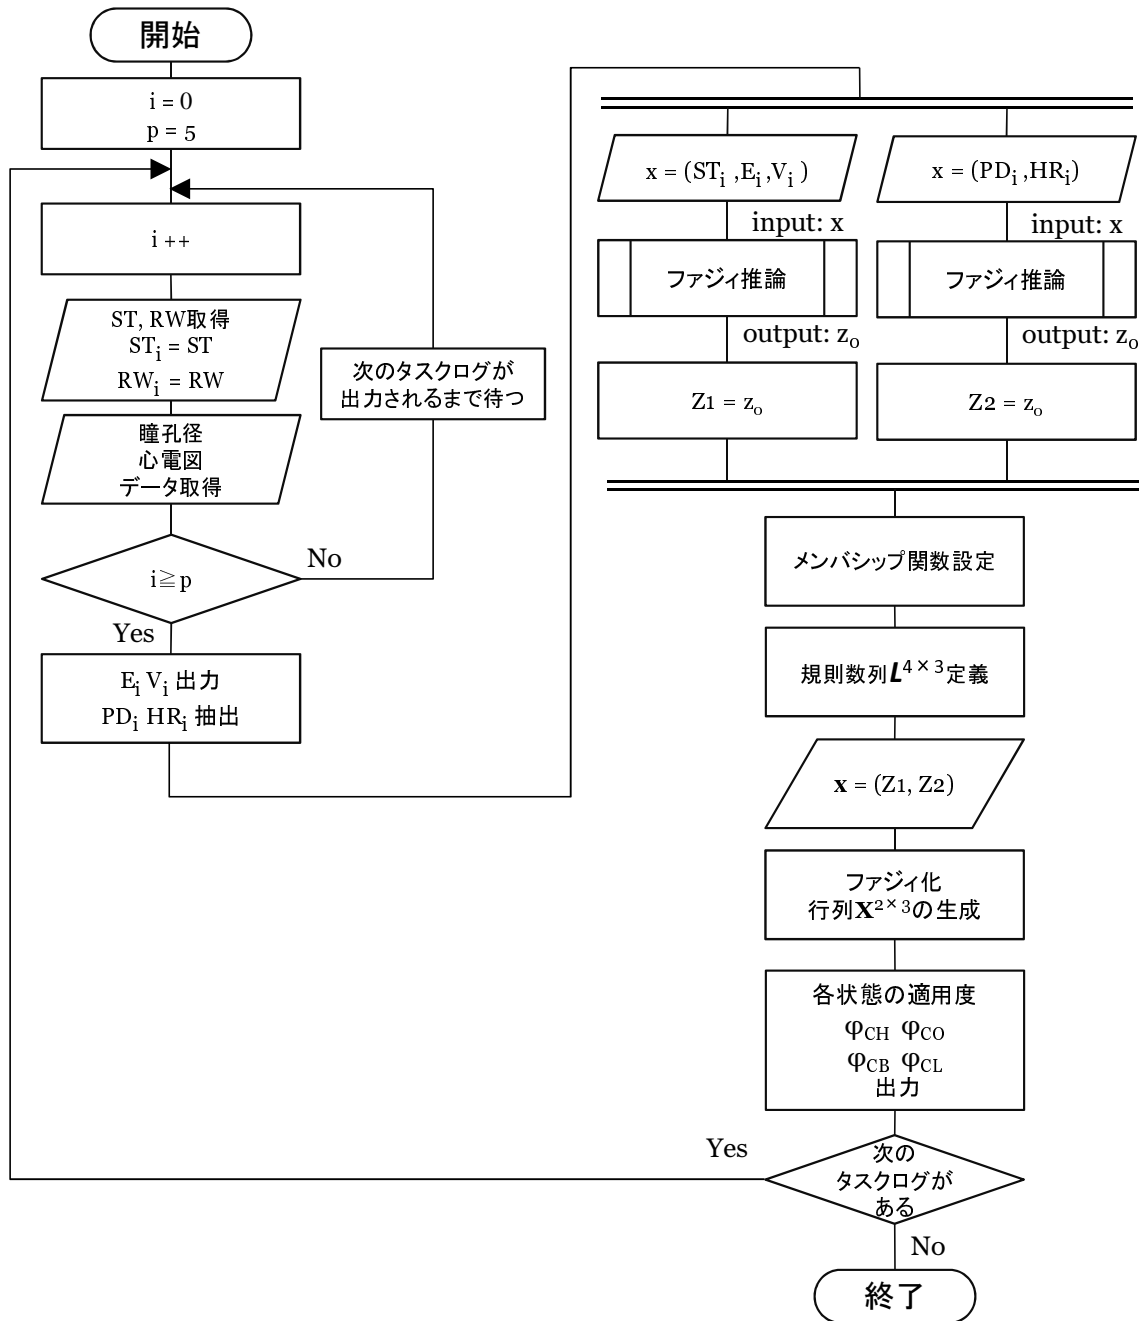 開始
i = 0
p = 5
i ++
ST, RW取得
STi = ST
RWi = RW
瞳孔径
心電図
データ取得
i≧p
No
Yes
次のタスクログが
出力されるまで待つ
Ei Vi 出力
PDi HRi 抽出
x = (STi ,Ei ,Vi )
input: x
ファジィ推論
output: zo
Z1 = zo
x = (PDi ,HRi)
input: x
ファジィ推論
output: zo
Z2 = zo
メンバシップ関数設定
規則数列L4×3定義
x = (Z1, Z2)
ファジィ化
行列X2×3の生成
各状態の適用度
φCH φCO
φCB φCL
出力
Yes
次の
タスクログが
ある
No
終了